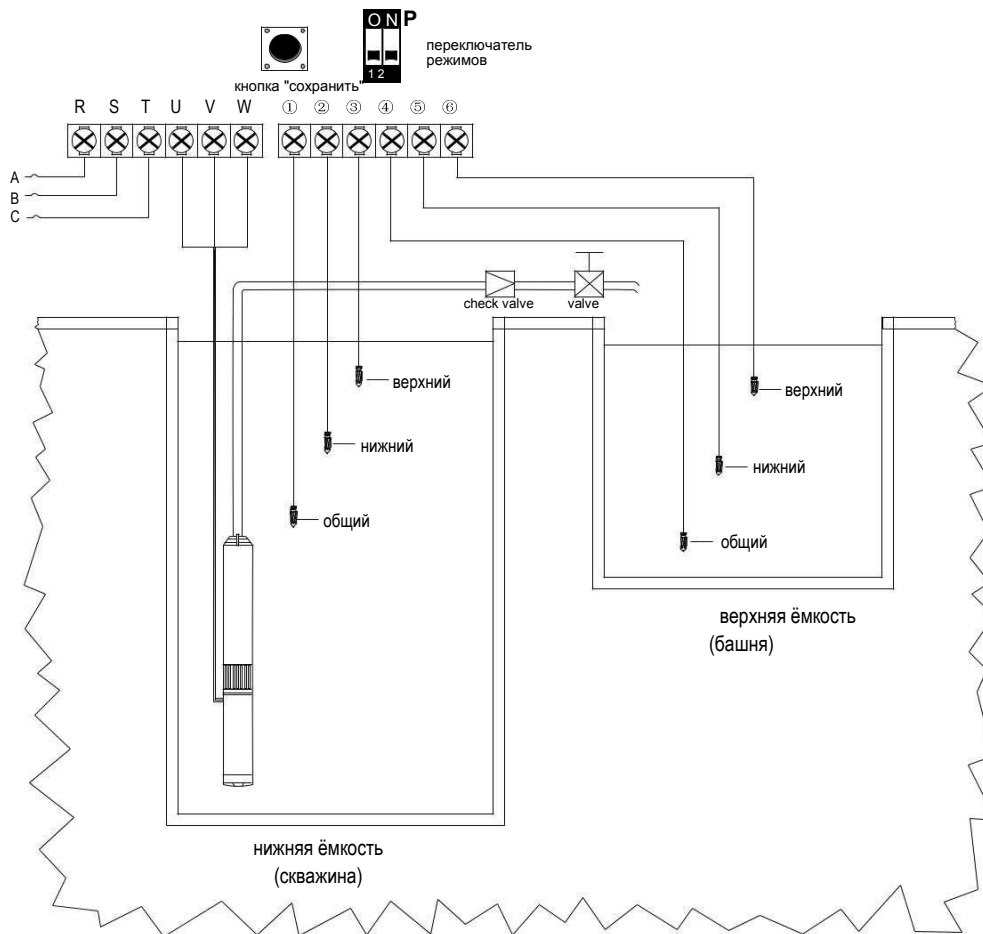 ON P
1 2
переключатель
режимов
кнопка "сохранить"
R S T U V W ① ② ③ ④ ⑤ ⑥
A
B
C
check valve
valve
верхний
верхний
нижний
нижний
общий
общий
верхняя ёмкость
(башня)
нижняя ёмкость
(скважина)